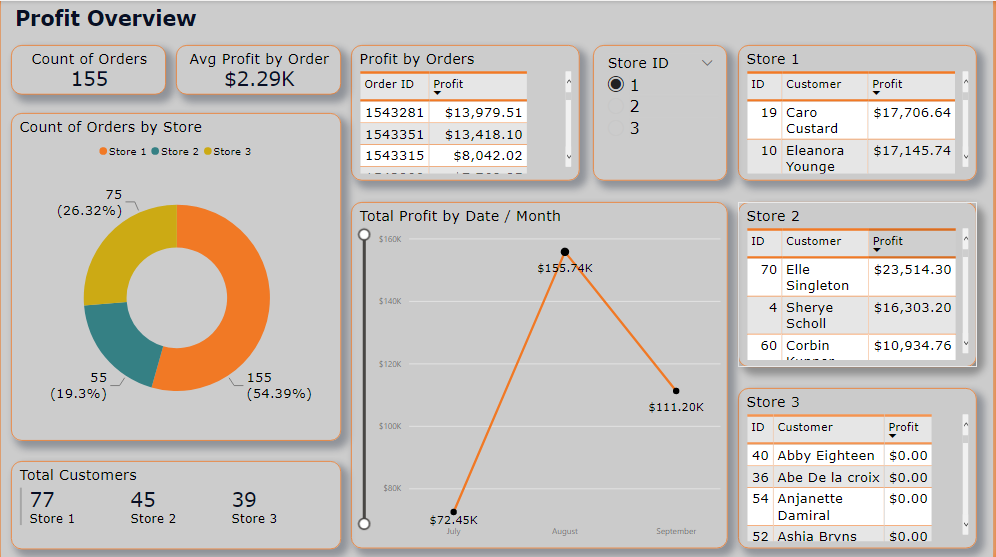 Profit Overview
Count of Orders
155
Avg Profit by Order
$2.29K
Profit by Orders
Order ID Profit
1543281 $13,979.51
1543351 $13,418.10
1543315 $8,042.02
Store ID
1
2
3
Store 1
ID Customer Profit
19 Caro Custard $17,706.64
10 Eleanora Younge $17,145.74
Count of Orders by Store
Store 1 Store 2 Store 3
75
(26.32%)
55
(19.3%)
155
(54.39%)
Total Profit by Date / Month
$160K
$140K
$120K
$100K
$80K
$155.74K
$111.20K
$72.45K
July August September
Store 2
ID Customer Profit
70 Elle Singleton $23,514.30
4 Sherye Scholl $16,303.20
60 Corbin $10,934.76
Total Customers
77 45 39
Store 1 Store 2 Store 3
Store 3
ID Customer Profit
40 Abby Eighteen $0.00
36 Abe De la croix $0.00
54 Anjanette Damiral $0.00
52 Ashia Bryns $0.00